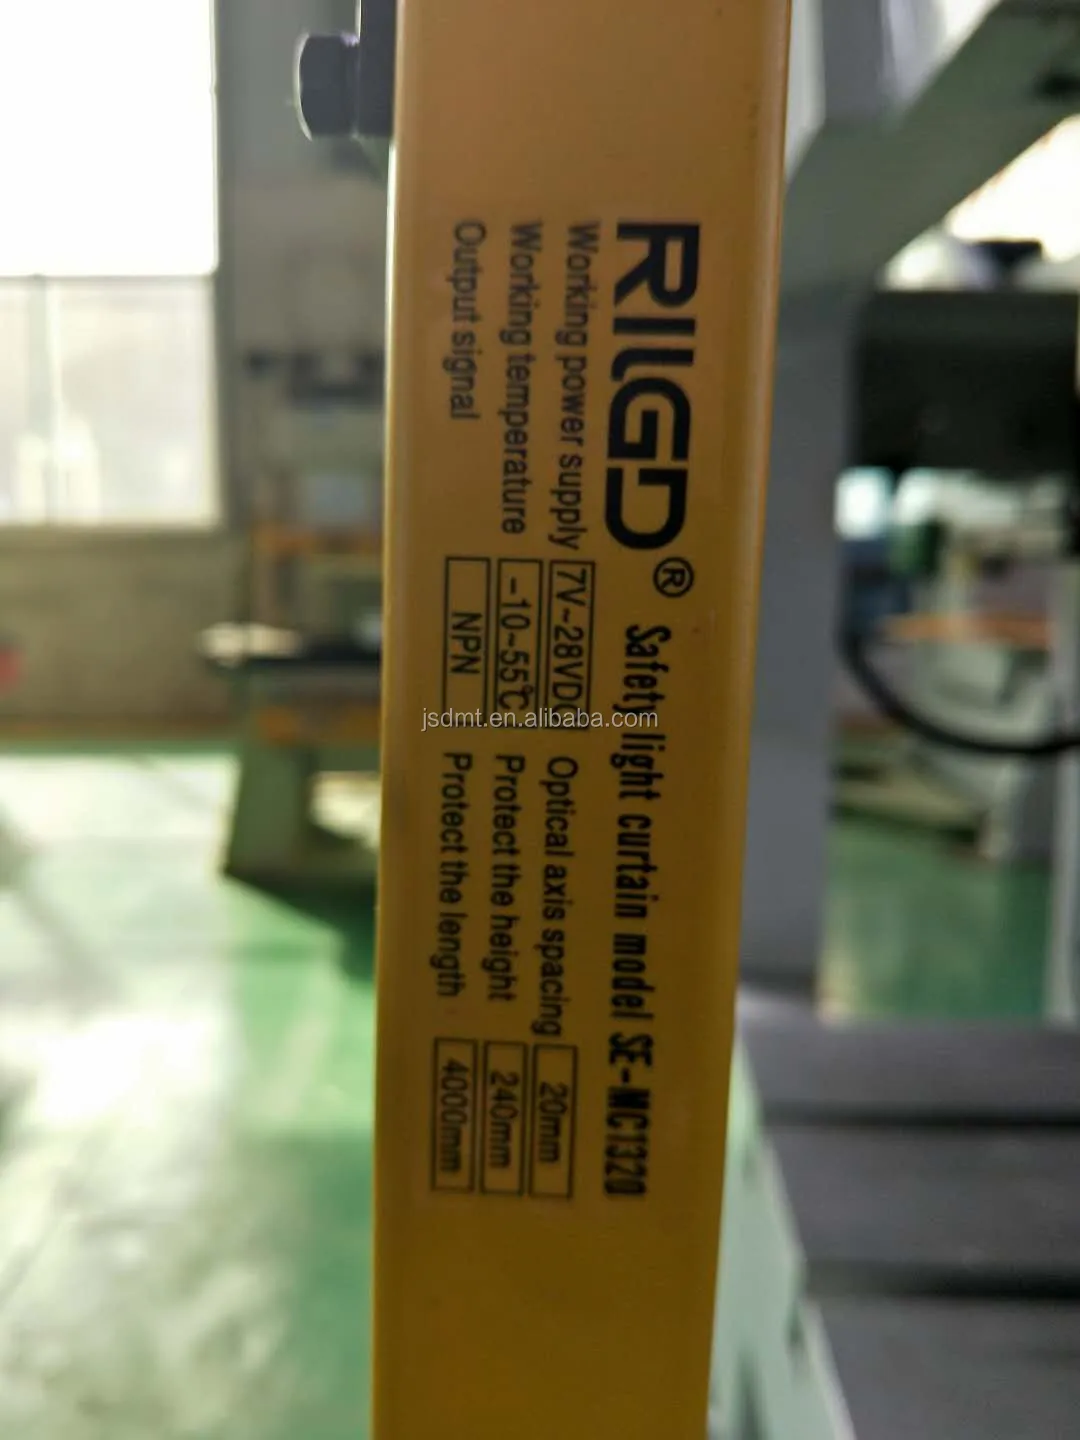 RIIGD® Safety light curtain model SE-NC1320
Working power supply 7V~28VDC Optical axis spacing 20mm
Working temperature -10~55℃ Protect the height 240mm
Output signal NPN Protect the length 4000mm
jsdmt.en.alibaba.com